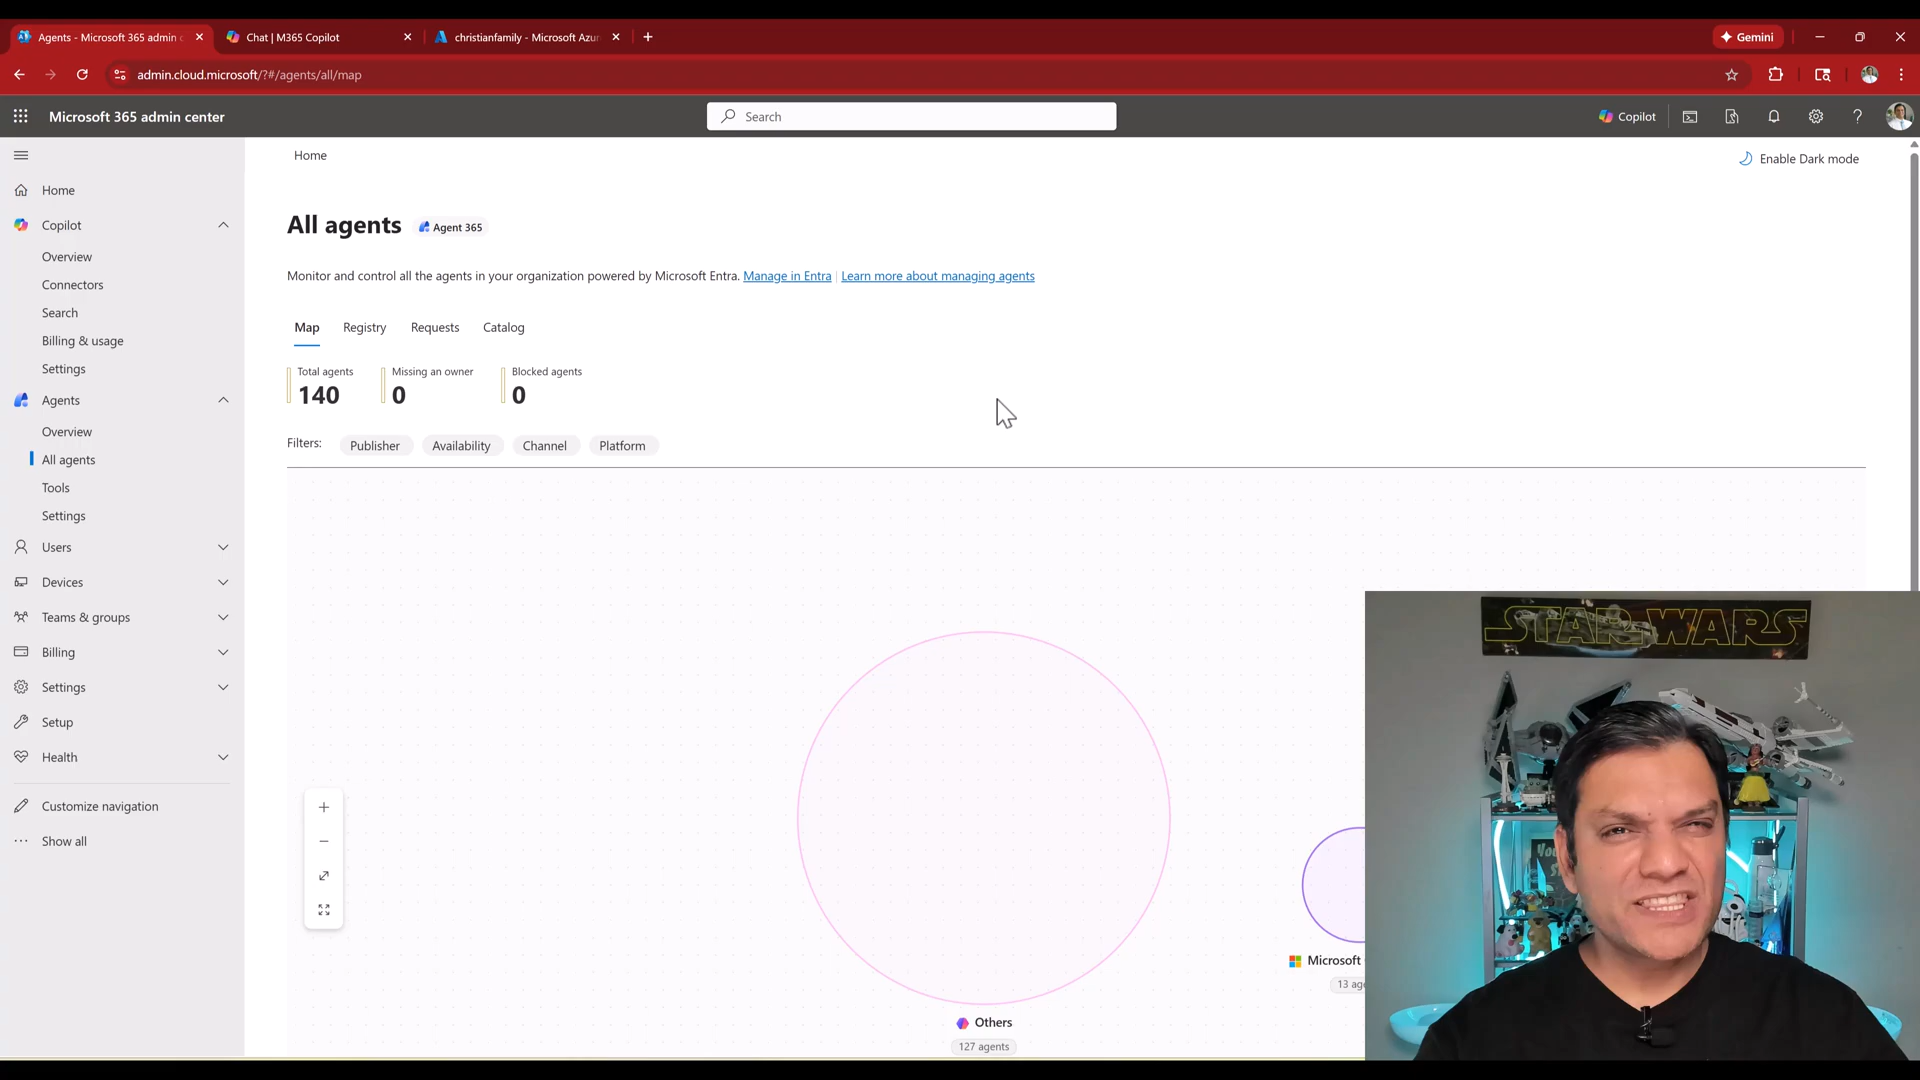 Agents - Microsoft 365 admin c
Chat | M365 Copilot
christianfamily - Microsoft Azur
Gemini
admin.cloud.microsoft/?#/agents/all/map
Microsoft 365 admin center
Search
Copilot
Home
Enable Dark mode
Home
Copilot
Overview
Connectors
Search
Billing & usage
Settings
Agents
Overview
All agents
Tools
Settings
Users
Devices
Teams & groups
Billing
Settings
Setup
Health
Customize navigation
Show all
All agents
Agent 365
Monitor and control all the agents in your organization powered by Microsoft Entra. Manage in Entra | Learn more about managing agents
Map Registry Requests Catalog
Total agents
140
Missing an owner
0
Blocked agents
0
Filters: Publisher Availability Channel Platform
Others
127 agents
Microsoft
13 age
STAR WARS